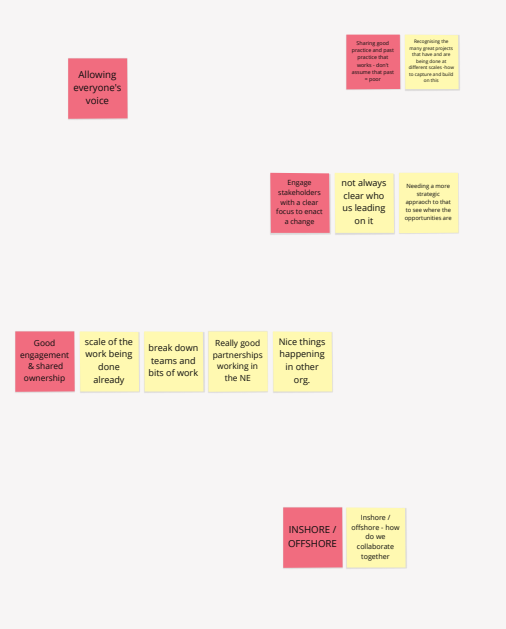 Allowing
everyone's
voice
Sharing good
practice and past
practice that
works - don't
assume that past
= poor
Recognising the
many great projects
that have and are
being done at
different scales -how
to capture and build
on this
Engage
stakeholders
with a clear
focus to enact
a change
not always
clear who
us leading
on it
Needing a more
strategic
appraoch to that
to see where the
opportunities are
Good
engagement
& shared
ownership
scale of the
work being
done
already
break down
teams and
bits of work
Really good
partnerships
working in
the NE
Nice things
happening
in other
org.
INSHORE /
OFFSHORE
Inshore /
offshore - how
do we
collaborate
together